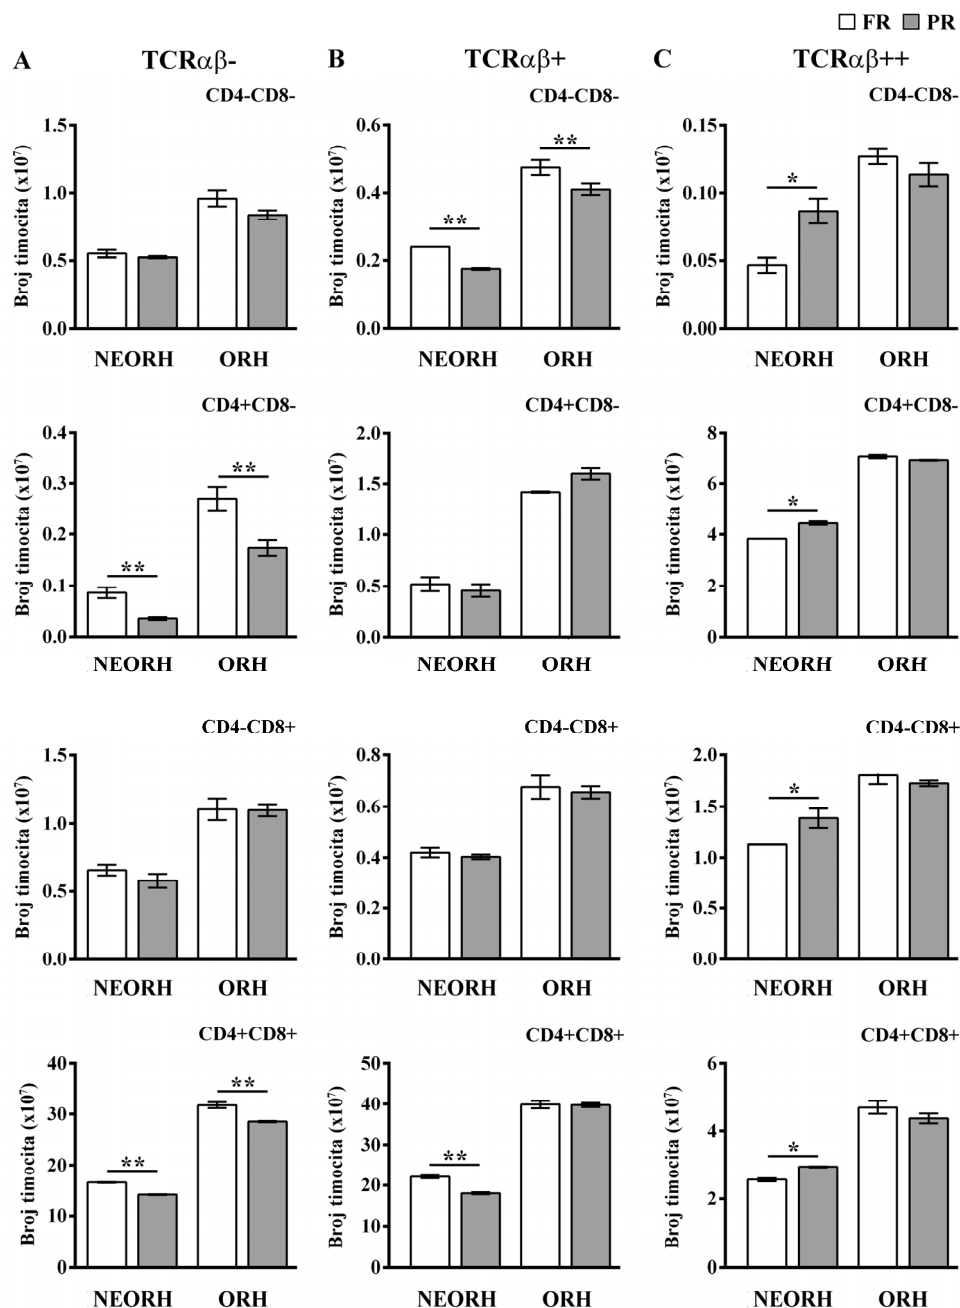 FR PR
A TCRαβ- B TCRαβ+ C TCRαβ++
CD4-CD8- CD4-CD8- CD4-CD8-
Broj timocita (x10⁷)
1.5
1.0
0.5
0.0
NEORH ORH
Broj timocita (x10⁷)
0.6
0.4
0.2
0.0
**
**
NEORH ORH
Broj timocita (x10⁷)
0.15
0.10
0.05
0.00
*
NEORH ORH
CD4+CD8- CD4+CD8- CD4+CD8-
Broj timocita (x10⁷)
0.4
0.3
0.2
0.1
0.0
**
**
NEORH ORH
Broj timocita (x10⁷)
2.0
1.5
1.0
0.5
0.0
NEORH ORH
Broj timocita (x10⁷)
8
6
4
2
0
*
NEORH ORH
CD4-CD8+ CD4-CD8+ CD4-CD8+
Broj timocita (x10⁷)
1.5
1.0
0.5
0.0
NEORH ORH
Broj timocita (x10⁷)
0.8
0.6
0.4
0.2
0.0
NEORH ORH
Broj timocita (x10⁷)
2.0
1.5
1.0
0.5
0.0
*
NEORH ORH
CD4+CD8+ CD4+CD8+ CD4+CD8+
Broj timocita (x10⁷)
40
30
20
10
0
**
**
NEORH ORH
Broj timocita (x10⁷)
50
40
30
20
10
0
**
NEORH ORH
Broj timocita (x10⁷)
6
4
2
0
*
NEORH ORH